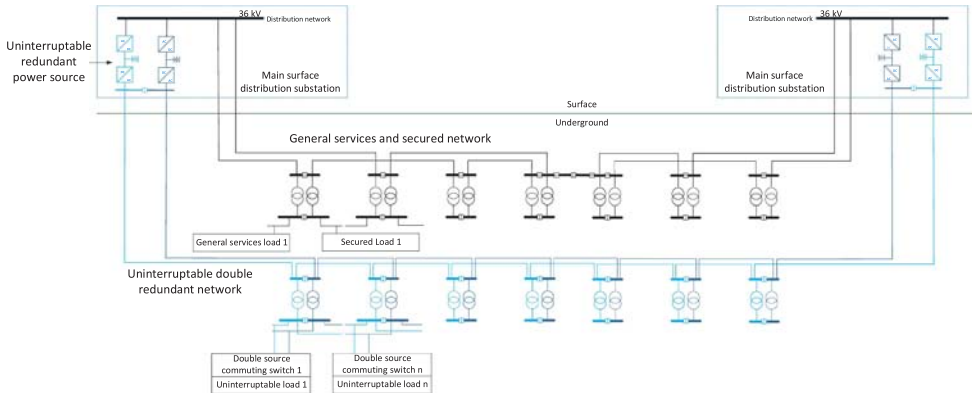 36 kV
Distribution network
Uninterruptable
redundant
power source
Main surface
distribution substation
36 kV
Distribution network
Main surface
distribution substation
Surface
Underground
General services and secured network
General services load 1
Secured Load 1
Uninterruptable double
redundant network
Double source
commuting switch 1
Uninterruptable load 1
Double source
commuting switch n
Uninterruptable load n